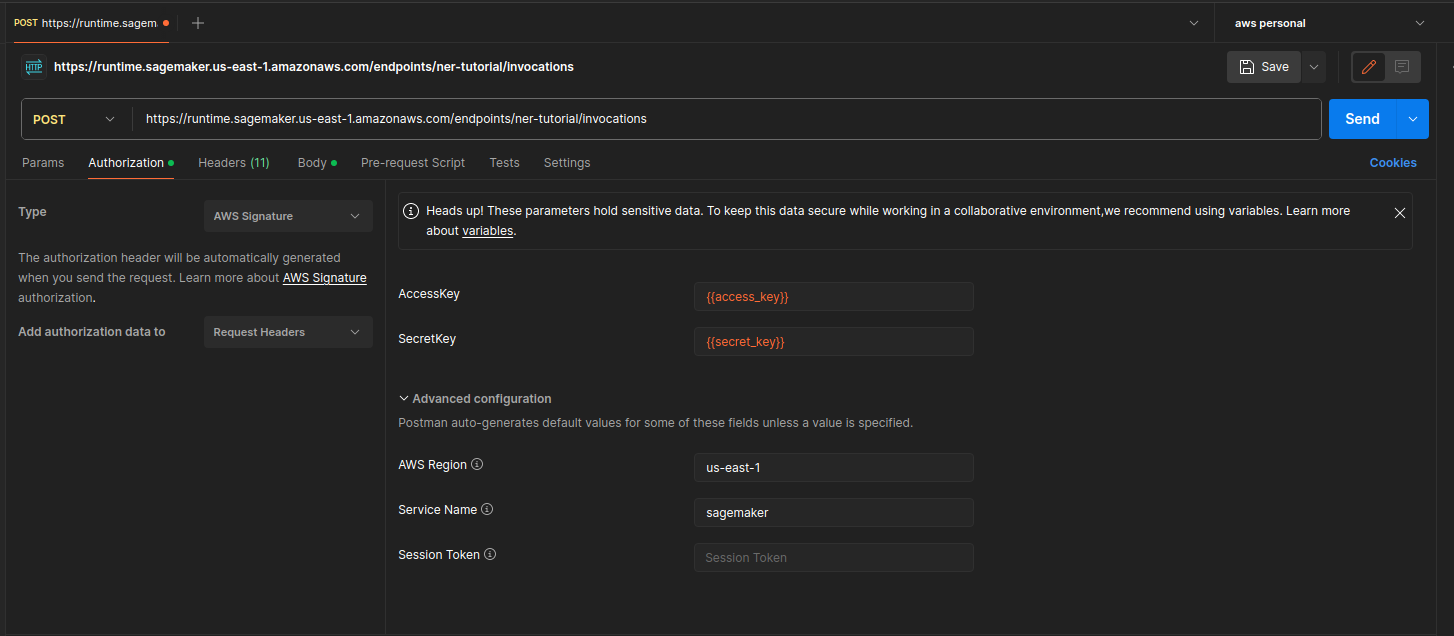 POST https://runtime.sagem.
aws personal
HTTP https://runtime.sagemaker.us-east-1.amazonaws.com/endpoints/ner-tutorial/invocations
Save
POST https://runtime.sagemaker.us-east-1.amazonaws.com/endpoints/ner-tutorial/invocations
Send
Params Authorization Headers (11) Body Pre-request Script Tests Settings
Cookies
Type
AWS Signature
The authorization header will be automatically generated
when you send the request. Learn more about AWS Signature
authorization.
Add authorization data to
Request Headers
Heads up! These parameters hold sensitive data. To keep this data secure while working in a collaborative environment,we recommend using variables. Learn more
about variables.
AccessKey
{{access_key}}
SecretKey
{{secret_key}}
Advanced configuration
Postman auto-generates default values for some of these fields unless a value is specified.
AWS Region
us-east-1
Service Name
sagemaker
Session Token
Session Token